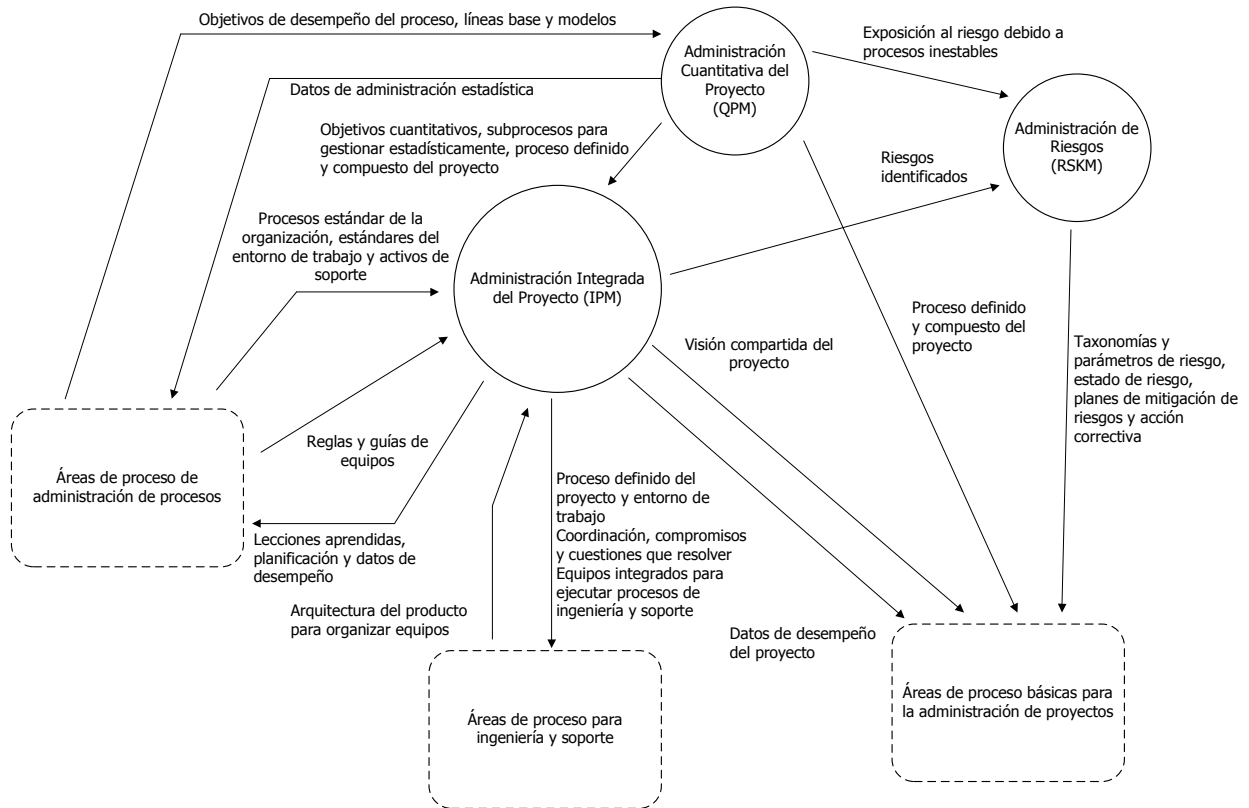 Objetivos de desempeño del proceso, líneas base y modelos
Administración
Cuantitativa del
Proyecto
(QPM)
Exposición al riesgo debido a
procesos inestables
Datos de administración estadística
Objetivos cuantitativos, subprocesos para
gestionar estadísticamente, proceso definido
y compuesto del proyecto
Administración de
Riesgos
(RSKM)
Riesgos
identificados
Procesos estándar de la
organización, estándares del
entorno de trabajo y activos de
soporte
Administración Integrada
del Proyecto (IPM)
Proceso definido
y compuesto del
proyecto
Visión compartida del
proyecto
Taxonomías y
parámetros de riesgo,
estado de riesgo,
planes de mitigación de
riesgos y acción
correctiva
Reglas y guías de
equipos
Áreas de proceso de
administración de procesos
Proceso definido del
proyecto y entorno de
trabajo
Coordinación, compromisos
y cuestiones que resolver
Equipos integrados para
ejecutar procesos de
ingeniería y soporte
Lecciones aprendidas,
planificación y datos de
desempeño
Arquitectura del producto
para organizar equipos
Datos de desempeño
del proyecto
Áreas de proceso para
ingeniería y soporte
Áreas de proceso básicas para
la administración de proyectos